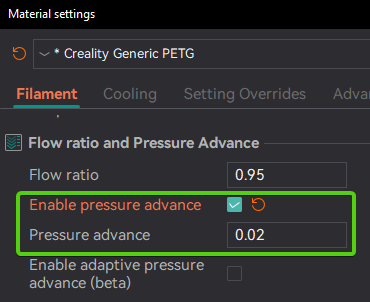 Material settings
* Creality Generic PETG
Filament Cooling Setting Overrides Advan
Flow ratio and Pressure Advance
Flow ratio 0.95
Enable pressure advance
Pressure advance 0.02
Enable adaptive pressure
advance (beta)